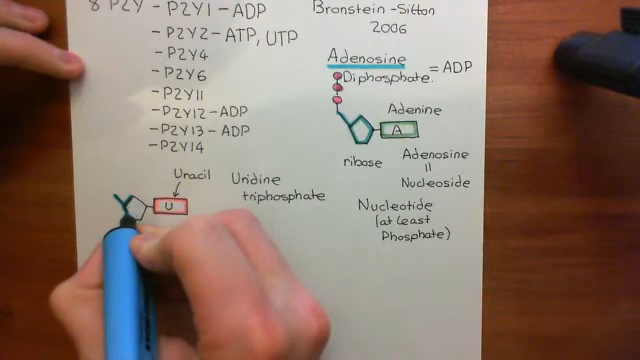 8 P2Y - P2Y1 - ADP
- P2Y2 - ATP, UTP
- P2Y4
- P2Y6
- P2Y11
- P2Y12 - ADP
- P2Y13 - ADP
- P2Y14
Bronstein-Sitton
2006
Adenosine
Diphosphate = ADP
Adenine
A
ribose
Adenosine
=
Nucleoside
Nucleotide
(at least
Phosphate)
Uracil
U
Uridine
triphosphate